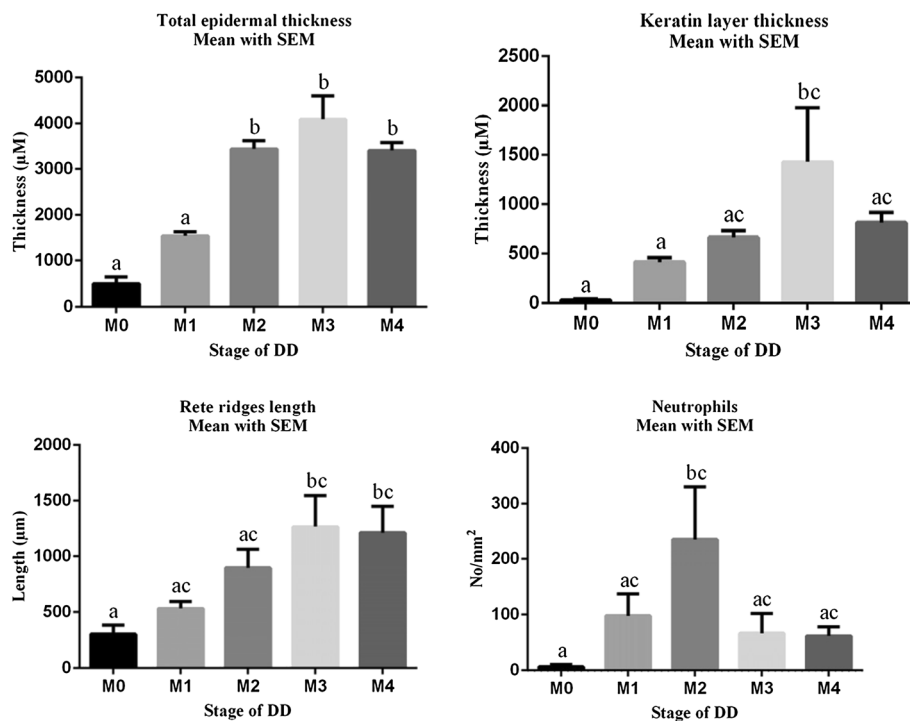 Total epidermal thickness
Mean with SEM
Thickness (µM)
5000
4000
3000
2000
1000
0
a
a
b
b
b
M0 M1 M2 M3 M4
Stage of DD
Keratin layer thickness
Mean with SEM
Thickness (µM)
2500
2000
1500
1000
500
0
a
a
ac
bc
ac
M0 M1 M2 M3 M4
Stage of DD
Rete ridges length
Mean with SEM
Length (µm)
2000
1500
1000
500
0
a
ac
ac
bc
bc
M0 M1 M2 M3 M4
Stage of DD
Neutrophils
Mean with SEM
No/mm²
400
300
200
100
0
a
ac
bc
ac
ac
M0 M1 M2 M3 M4
Stage of DD